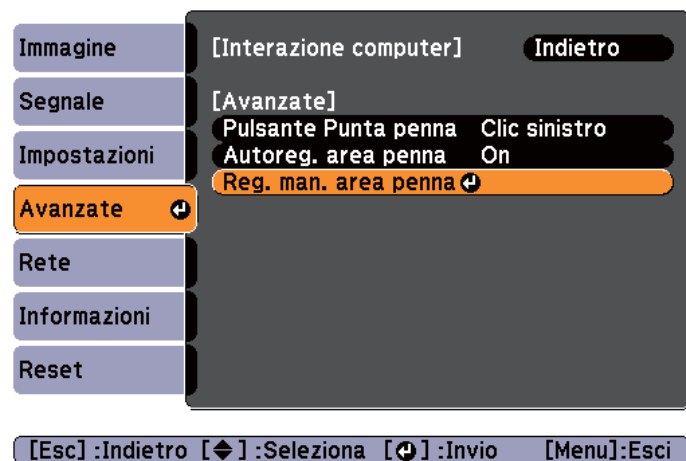 Immagine
Segnale
Impostazioni
Avanzate
Rete
Informazioni
Reset
[Interazione computer] Indietro
[Avanzate]
Pulsante Punta penna Clic sinistro
Autoreg. area penna On
Reg. man. area penna
[Esc] :Indietro [◆] :Seleziona [⏎] :Invio [Menu]:Esci